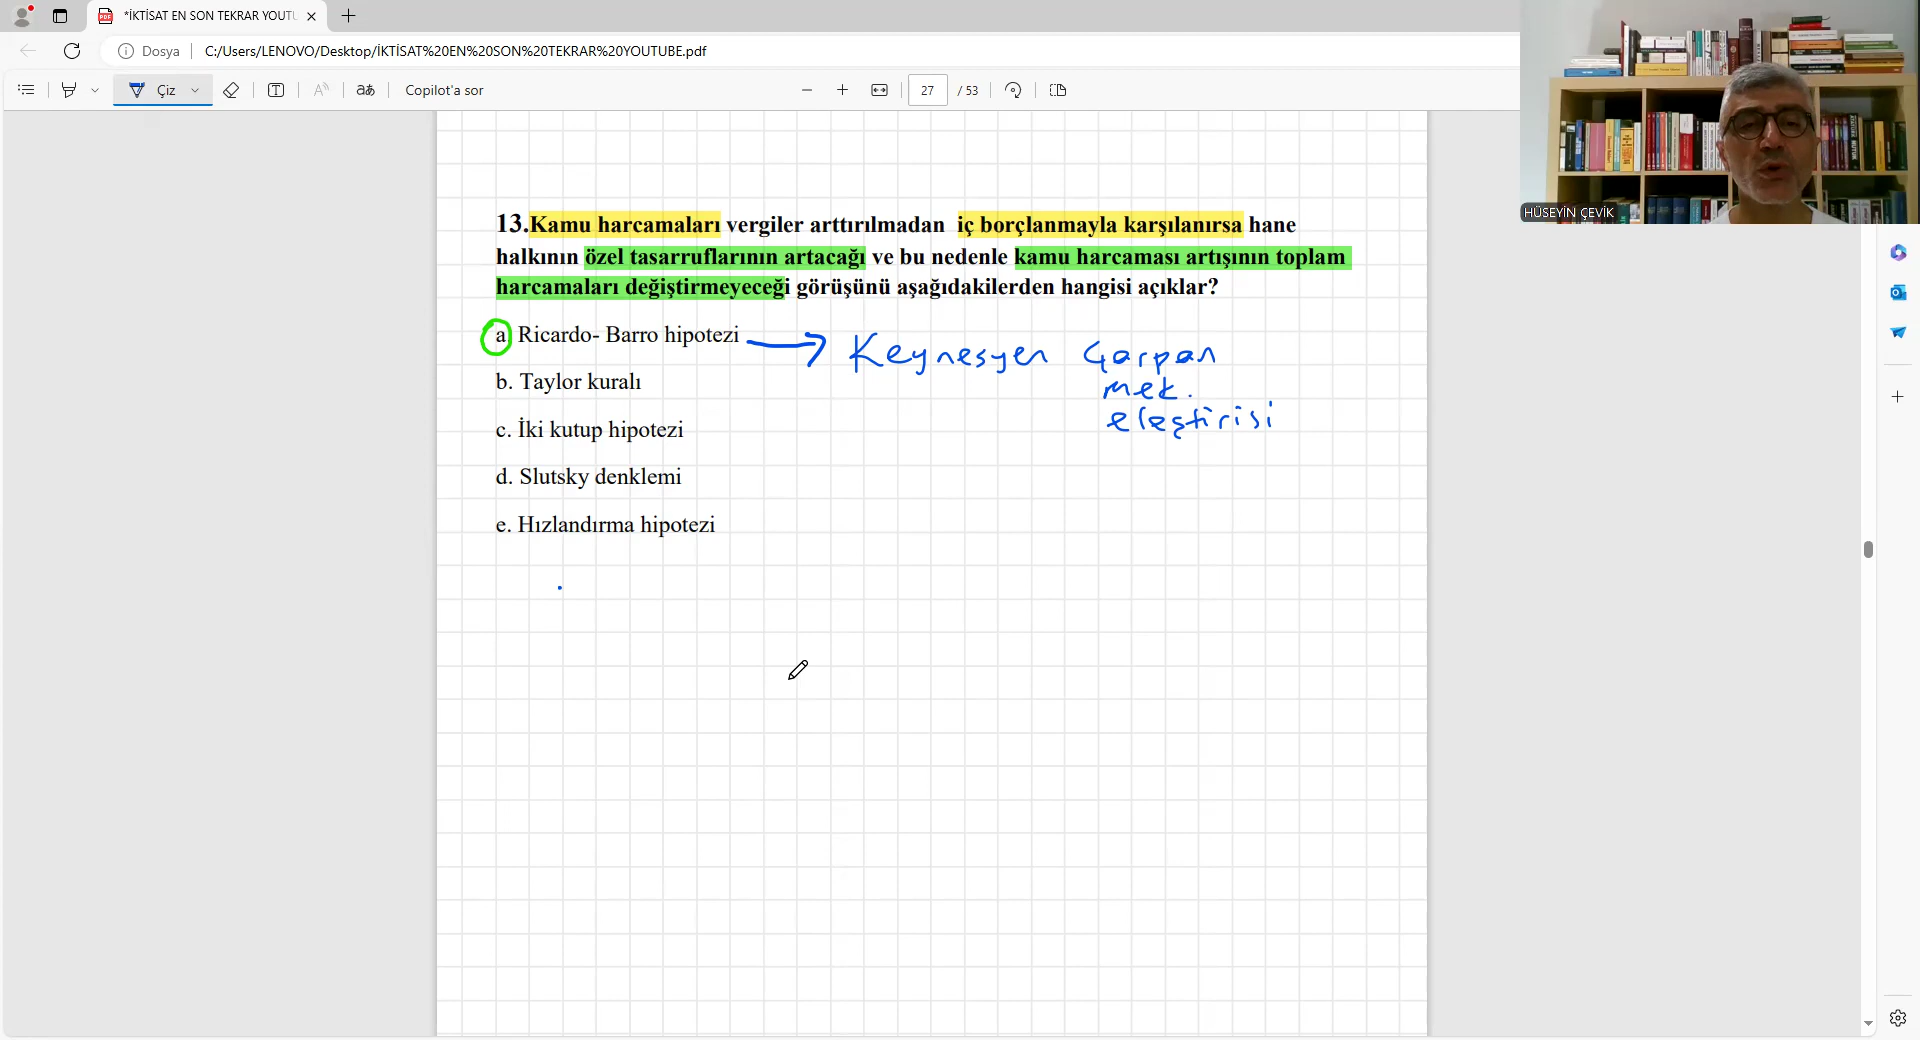 *İKTİSAT EN SON TEKRAR YOUTU
Dosya
C:/Users/LENOVO/Desktop/İKTİSAT%20EN%20SON%20TEKRAR%20YOUTUBE.pdf
Çiz
aあ
Copilot'a sor
27
/ 53
HÜSEYİN ÇEVİK
13.Kamu harcamaları vergiler arttırılmadan iç borçlanmayla karşılanırsa hane
halkının özel tasarruflarının artacağı ve bu nedenle kamu harcaması artışının toplam
harcamaları değiştirmeyeceği görüşünü aşağıdakilerden hangisi açıklar?
a. Ricardo- Barro hipotezi
Keynesyen Çarpan
mek.
eleştirisi
b. Taylor kuralı
c. İki kutup hipotezi
d. Slutsky denklemi
e. Hızlandırma hipotezi